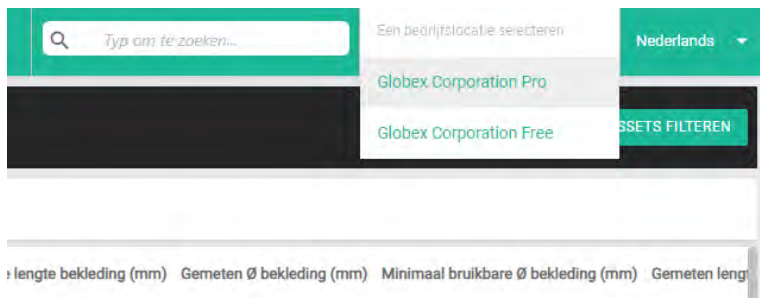 Typ om te zoeken...
Een bedrijfslocatie selecteren
Nederlands
Globex Corporation Pro
Globex Corporation Free
SSETS FILTEREN
lengte bekleding (mm) Gemeten Ø bekleding (mm) Minimaal bruikbare Ø bekleding (mm) Gemeten leng